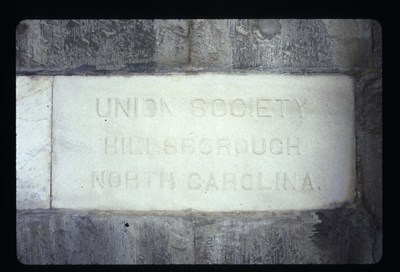 UNION SOCIETY
HILLSBOROUGH
NORTH CAROLINA.